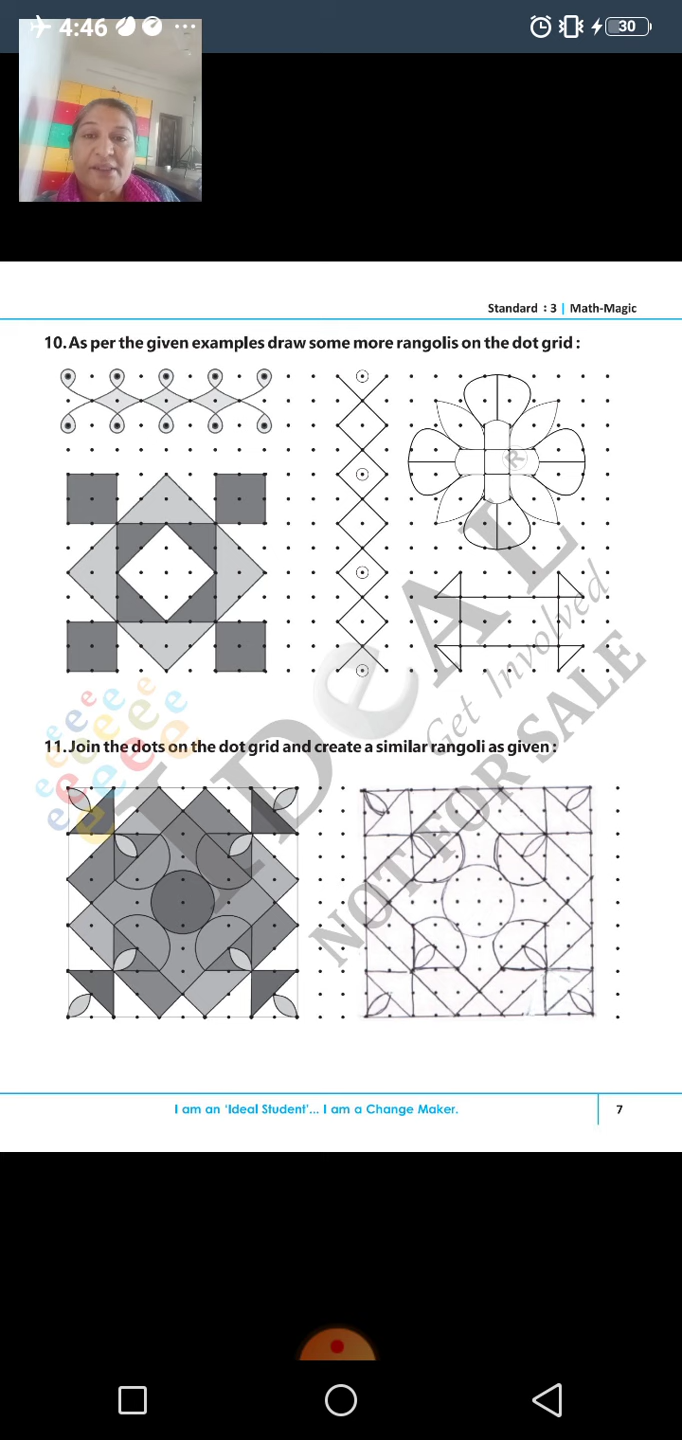 4:46
30
Standard : 3 | Math-Magic
10. As per the given examples draw some more rangolis on the dot grid :
R
IDeAL
Get Involved
NOT FOR SALE
11. Join the dots on the dot grid and create a similar rangoli as given :
I am an 'Ideal Student'... I am a Change Maker.
7